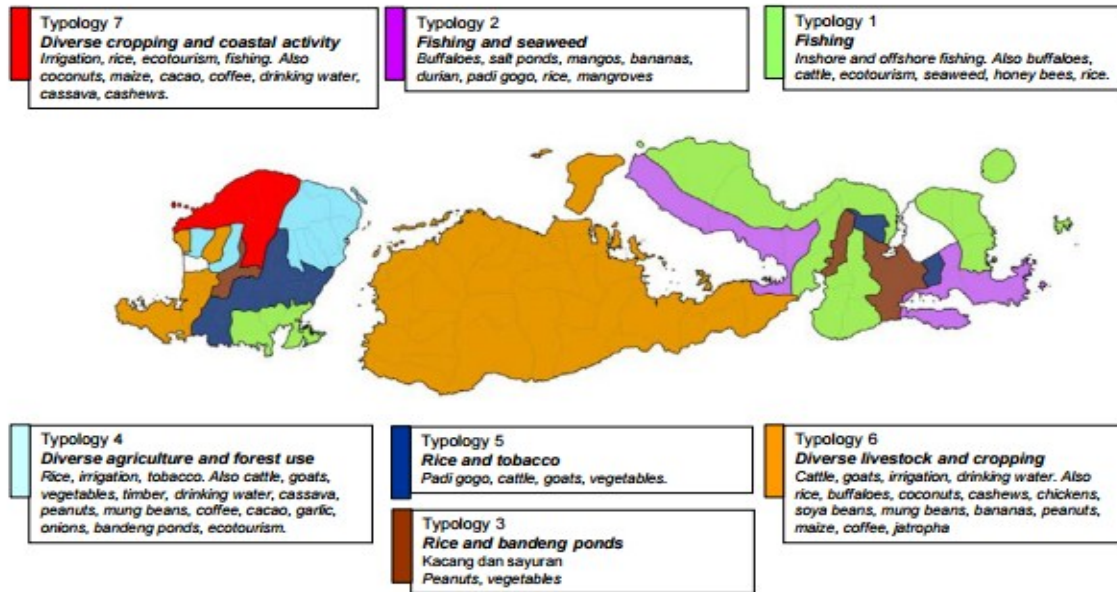 Typology 7
Diverse cropping and coastal activity
Irrigation, rice, ecotourism, fishing. Also
coconuts, maize, cacao, coffee, drinking water,
cassava, cashews.
Typology 2
Fishing and seaweed
Buffaloes, salt ponds, mangos, bananas,
durian, padi gogo, rice, mangroves
Typology 1
Fishing
Inshore and offshore fishing. Also buffaloes,
cattle, ecotourism, seaweed, honey bees, rice.
Typology 4
Diverse agriculture and forest use
Rice, irrigation, tobacco. Also cattle, goats,
vegetables, timber, drinking water, cassava,
peanuts, mung beans, coffee, cacao, garlic,
onions, bandeng ponds, ecotourism.
Typology 5
Rice and tobacco
Padi gogo, cattle, goats, vegetables.
Typology 3
Rice and bandeng ponds
Kacang dan sayuran
Peanuts, vegetables
Typology 6
Diverse livestock and cropping
Cattle, goats, irrigation, drinking water. Also
rice, buffaloes, coconuts, cashews, chickens,
soya beans, mung beans, bananas, peanuts,
maize, coffee, jatropha